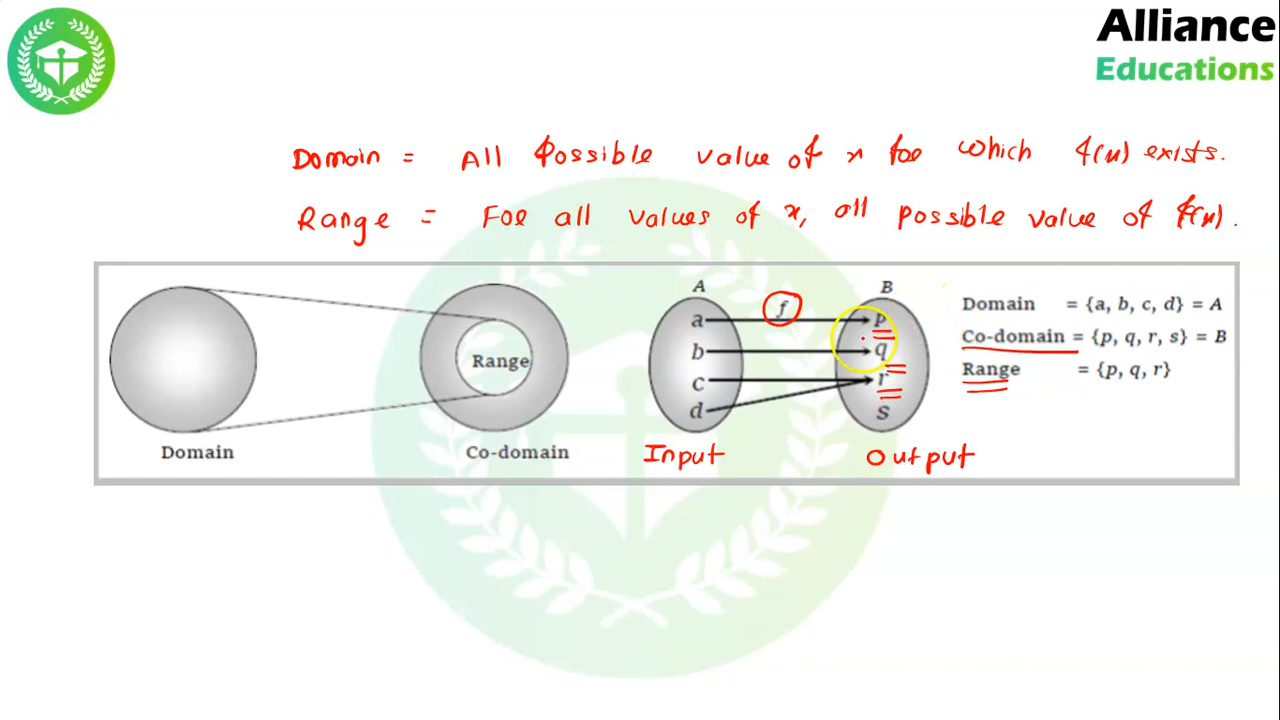 Alliance
Educations
Domain = All possible value of x for which f(x) exists.
Range = For all values of x, all possible value of f(x).
Range
Domain
Co-domain
A
B
f
a
b
c
d
p
q
r
s
Input
Output
Domain = {a, b, c, d} = A
Co-domain = {p, q, r, s} = B
Range = {p, q, r}